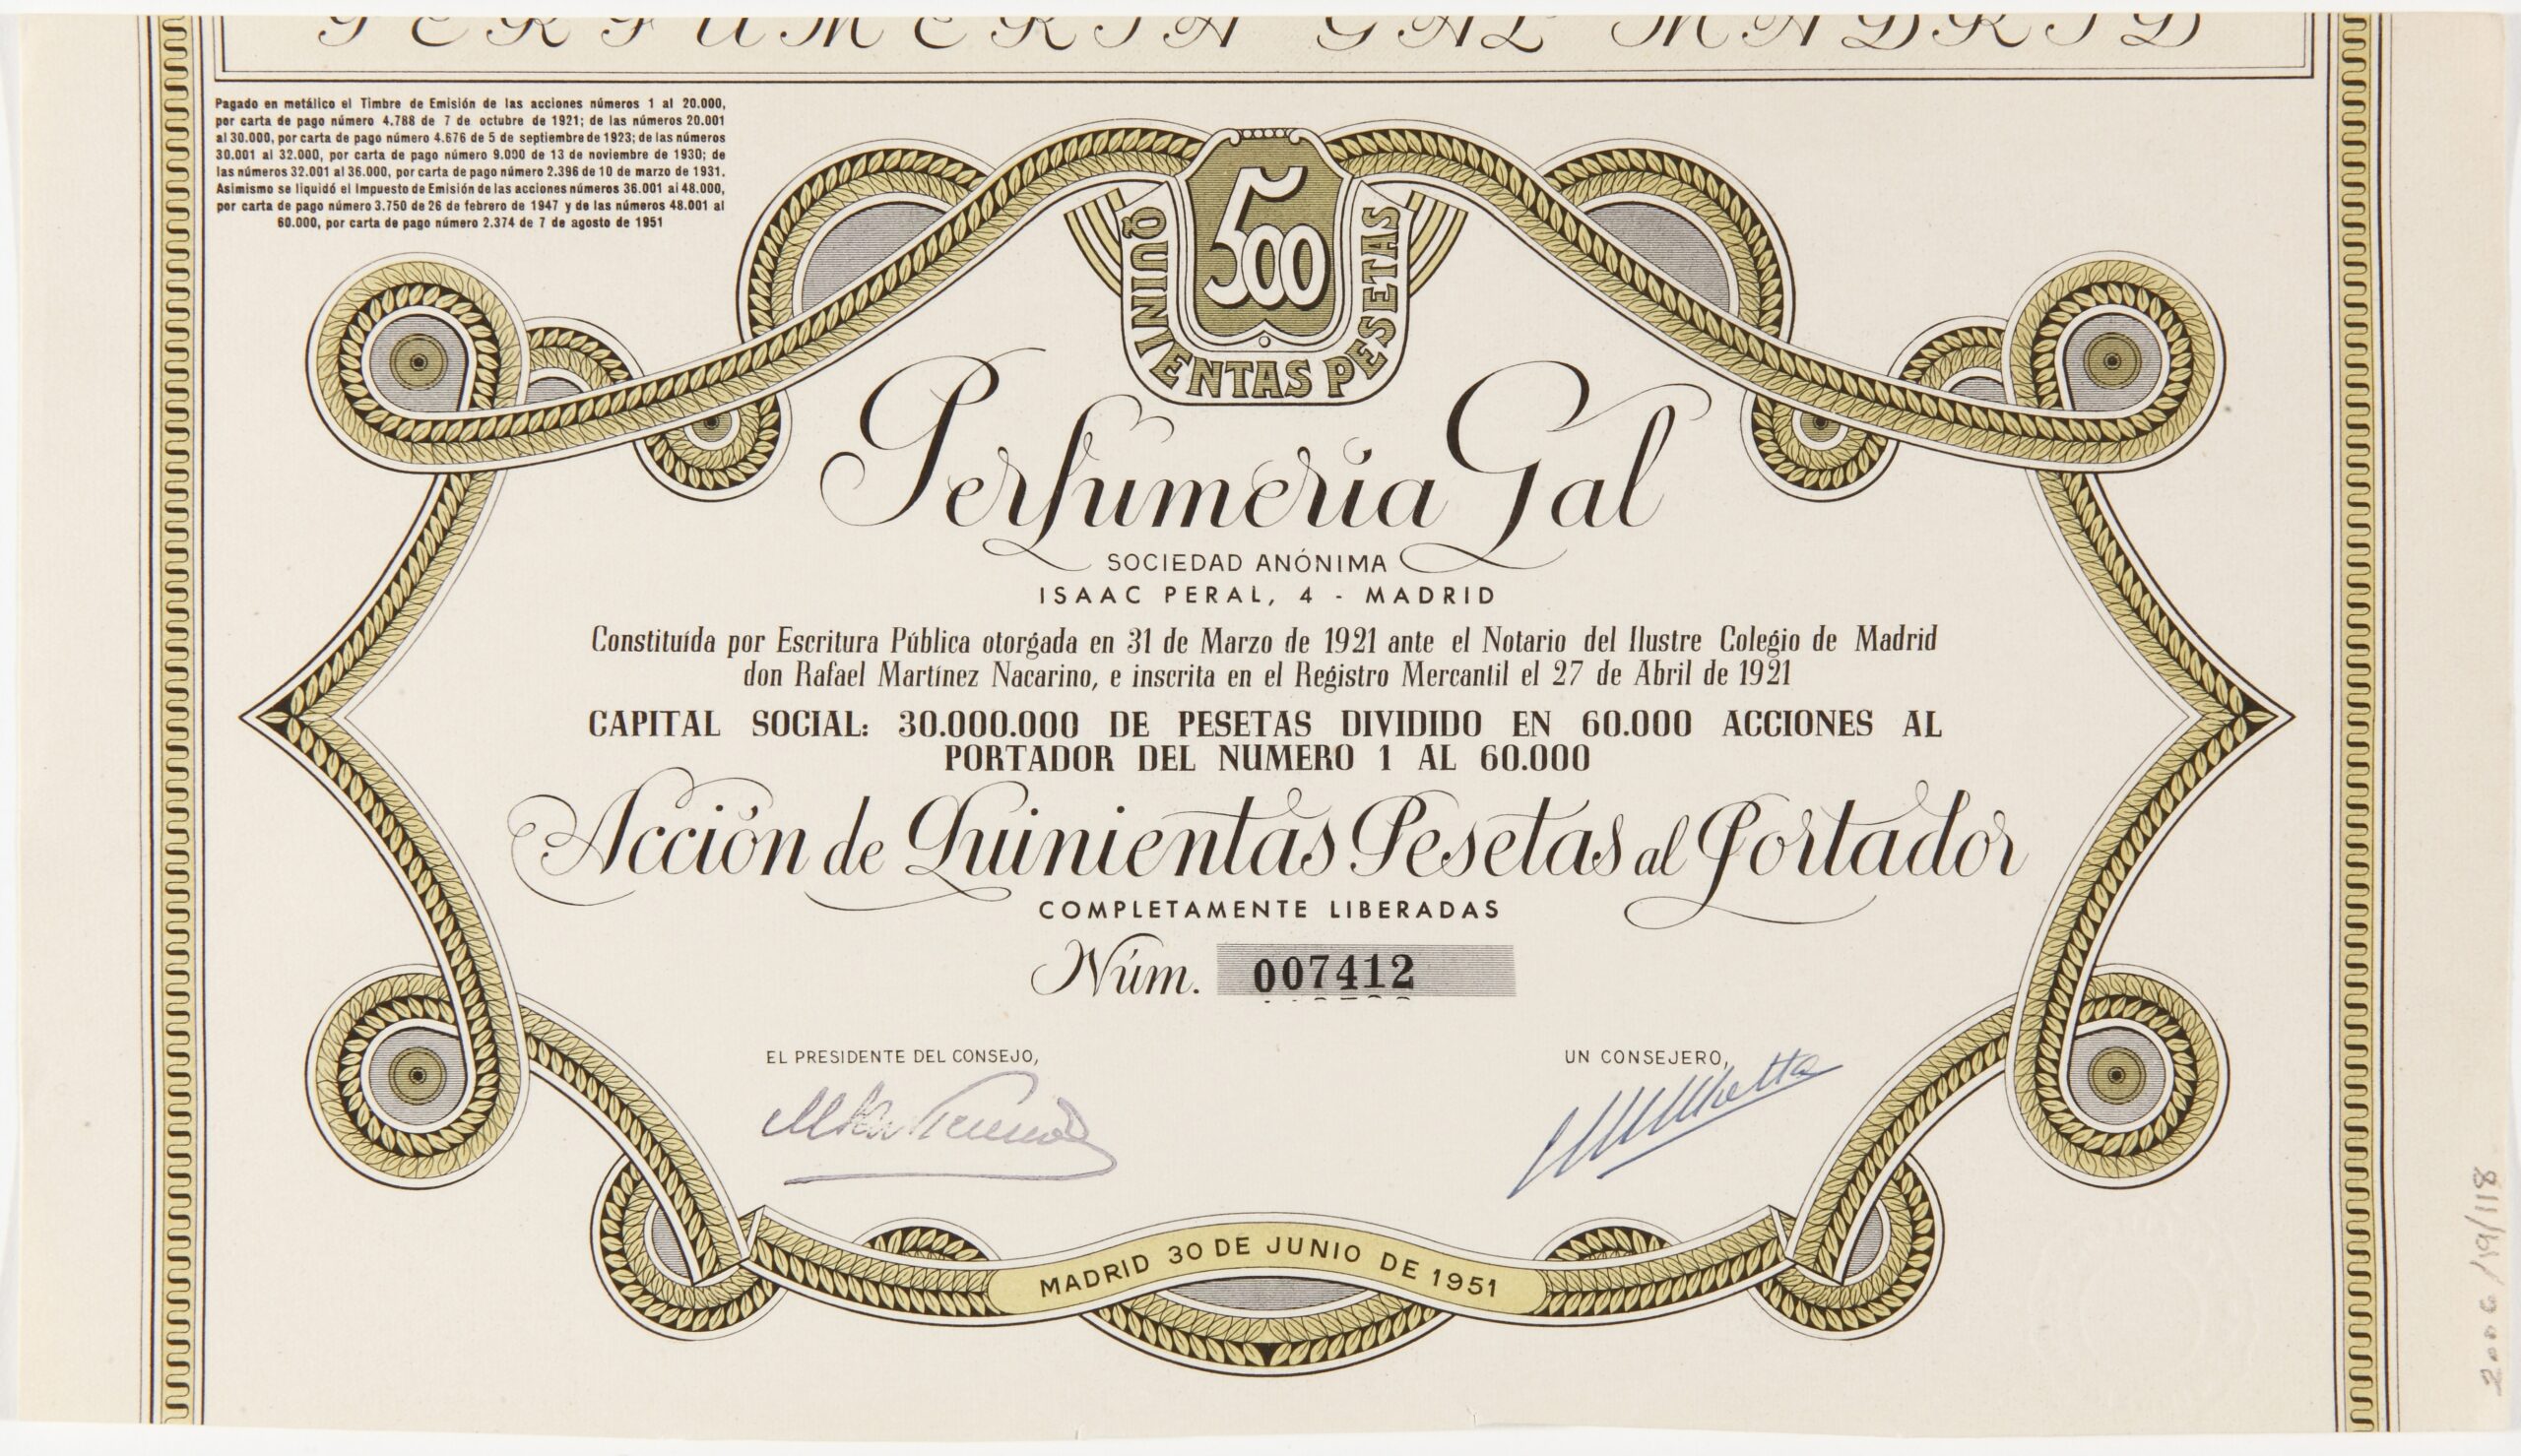 PERFUMERIA GAL MADRID
Pagado en metálico el Timbre de Emisión de las acciones números 1 al 20.000,
por carta de pago número 4.788 de 7 de octubre de 1921; de las números 20.001
al 30.000, por carta de pago número 4.676 de 5 de septiembre de 1923; de las números
30.001 al 32.000, por carta de pago número 9.000 de 13 de noviembre de 1930; de
las números 32.001 al 36.000, por carta de pago número 2.396 de 10 de marzo de 1931.
Asimismo se liquidó el Impuesto de Emisión de las acciones números 36.001 al 48.000,
por carta de pago número 3.750 de 26 de febrero de 1947 y de las números 48.001 al
60.000, por carta de pago número 2.374 de 7 de agosto de 1951
500
QUINIENTAS PESETAS
Perfumería Gal
SOCIEDAD ANÓNIMA
ISAAC PERAL, 4 - MADRID
Constituída por Escritura Pública otorgada en 31 de Marzo de 1921 ante el Notario del Ilustre Colegio de Madrid
don Rafael Martínez Nacarino, e inscrita en el Registro Mercantil el 27 de Abril de 1921
CAPITAL SOCIAL: 30.000.000 DE PESETAS DIVIDIDO EN 60.000 ACCIONES AL
PORTADOR DEL NUMERO 1 AL 60.000
Acción de Quinientas Pesetas al Portador
COMPLETAMENTE LIBERADAS
Núm. 007412
EL PRESIDENTE DEL CONSEJO,
UN CONSEJERO,
MADRID 30 DE JUNIO DE 1951
2006/19/118